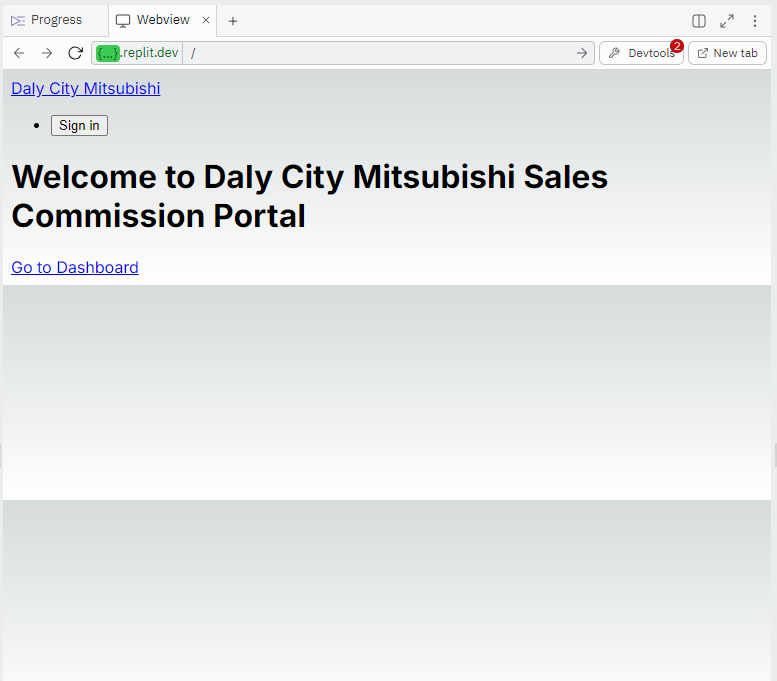 Progress
Webview
{...}.replit.dev /
Devtools 2
New tab
Daly City Mitsubishi
Sign in
Welcome to Daly City Mitsubishi Sales
Commission Portal
Go to Dashboard